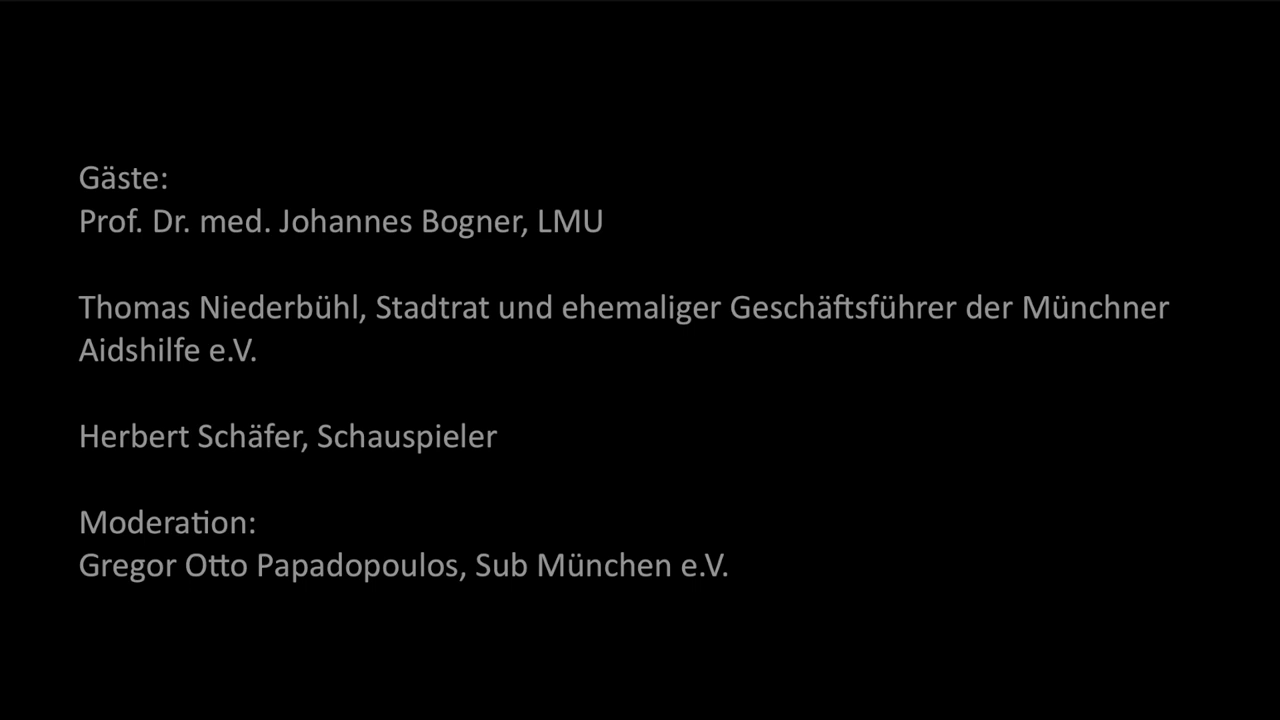 Gäste:
Prof. Dr. med. Johannes Bogner, LMU
Thomas Niederbühl, Stadtrat und ehemaliger Geschäftsführer der Münchner
Aidshilfe e.V.
Herbert Schäfer, Schauspieler
Moderation:
Gregor Otto Papadopoulos, Sub München e.V.